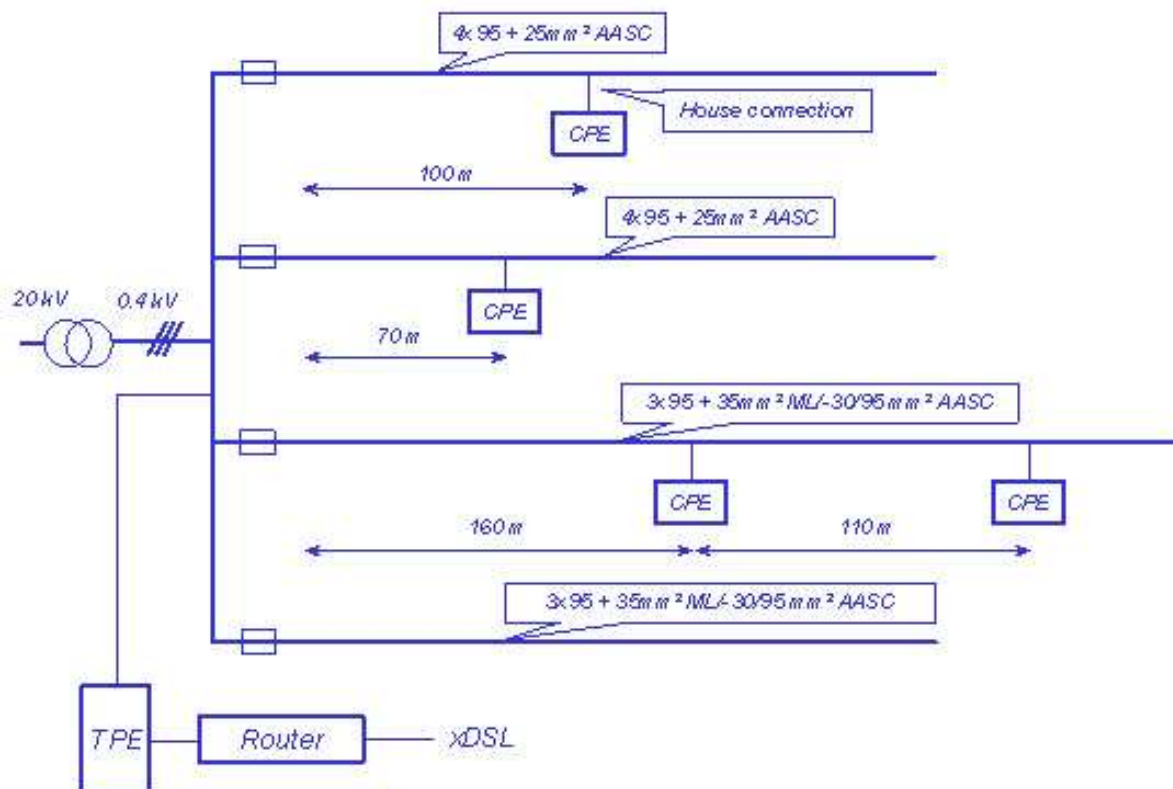 4x95 + 25mm² AASC
House connection
CPE
100m
4x95 + 25mm² AASC
20kV
0.4kV
CPE
70m
3x95 + 35mm² ML/-30/95mm² AASC
CPE
CPE
160m
110m
3x95 + 35mm² ML/-30/95mm² AASC
TPE
Router
xDSL